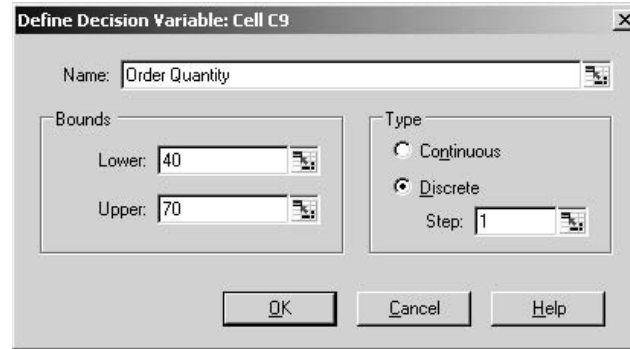 Define Decision Variable: Cell C9
Name: Order Quantity
Bounds
Lower: 40
Upper: 70
Type
Continuous
Discrete
Step: 1
OK
Cancel
Help